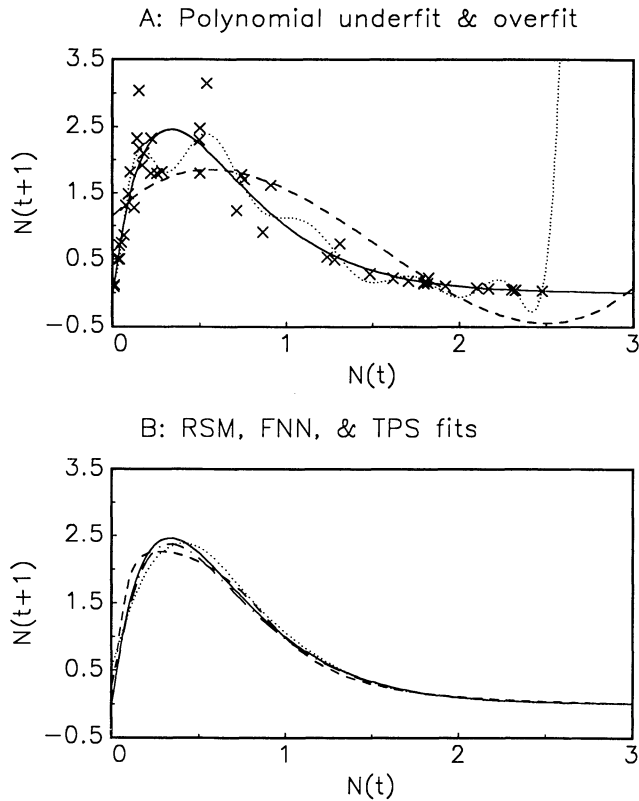 A: Polynomial underfit & overfit
3.5
2.5
1.5
0.5
−0.5
N(t+1)
0 1 2 3
N(t)
B: RSM, FNN, & TPS fits
3.5
2.5
1.5
0.5
−0.5
N(t+1)
0 1 2 3
N(t)